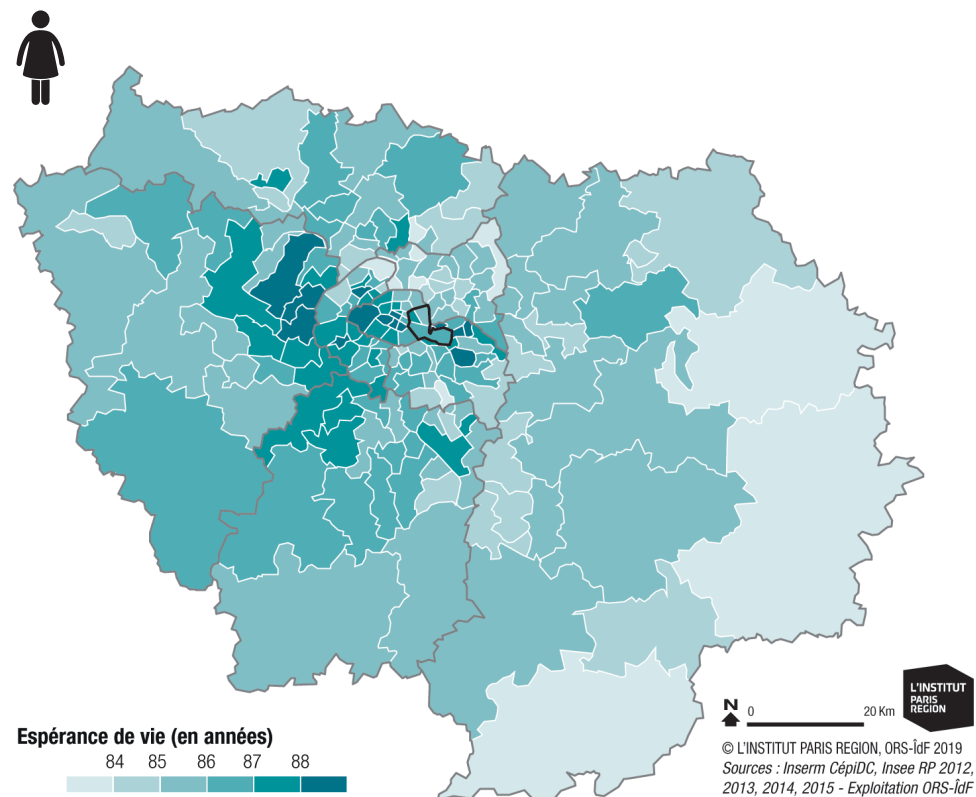 Espérance de vie (en années)
84 85 86 87 88
N
0 20 Km
L'INSTITUT
PARIS
REGION
© L'INSTITUT PARIS REGION, ORS-ÎdF 2019
Sources : Inserm CépiDC, Insee RP 2012,
2013, 2014, 2015 - Exploitation ORS-ÎdF